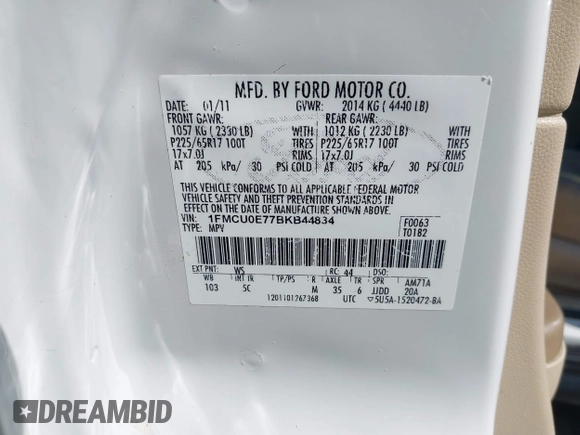 MFD. BY FORD MOTOR CO.
DATE: 01/11 GVWR: 2014 KG ( 4440 LB)
FRONT GAWR: REAR GAWR:
1057 KG ( 2330 LB) WITH 1012 KG ( 2230 LB) WITH
P225/65R17 100T TIRES P225/65R17 100T TIRES
17x7.0J RIMS 17x7.0J RIMS
AT 205 kPa/ 30 PSI COLD AT 205 kPa/ 30 PSI COLD
THIS VEHICLE CONFORMS TO ALL APPLICABLE FEDERAL MOTOR
VEHICLE SAFETY AND BUMPER AND THEFT PREVENTION STANDARDS IN
EFFECT ON THE DATE OF MANUFACTURE SHOWN ABOVE.
VIN: 1FMCU0E77BKB44834 F0063
TYPE: MPV T0182
EXT PNT: WS RC: 44 DSO:
WB INT TR TP/PS R AXLE TR SPR AM71A
103 5C M 35 6 JJDD 20A
1201101267368 UTC ▽5U5A-1520472-BA
DREAMBID